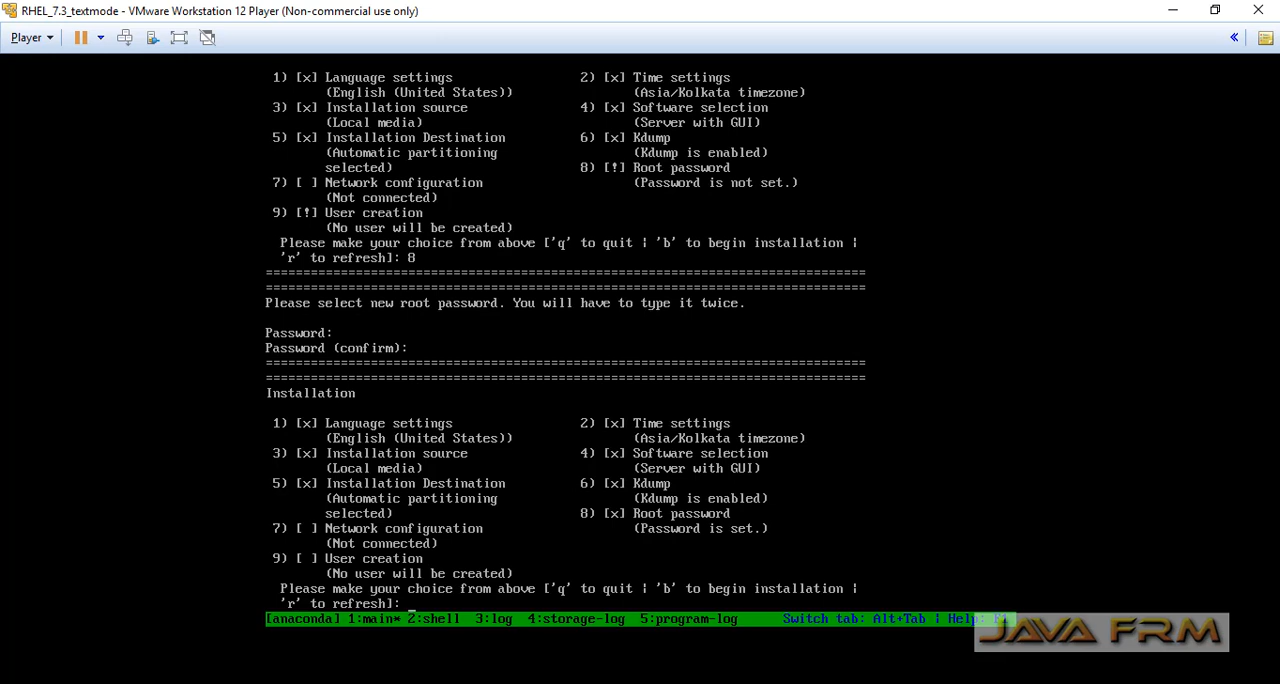 RHEL_7.3_textmode - VMware Workstation 12 Player (Non-commercial use only)
Player
1) [x] Language settings 2) [x] Time settings
(English (United States)) (Asia/Kolkata timezone)
3) [x] Installation source 4) [x] Software selection
(Local media) (Server with GUI)
5) [x] Installation Destination 6) [x] Kdump
(Automatic partitioning (Kdump is enabled)
selected) 8) [!] Root password
7) [ ] Network configuration (Password is not set.)
(Not connected)
9) [!] User creation
(No user will be created)
Please make your choice from above ['q' to quit | 'b' to begin installation |
'r' to refresh]: 8
================================================================================
================================================================================
Please select new root password. You will have to type it twice.
Password:
Password (confirm):
================================================================================
================================================================================
Installation
1) [x] Language settings 2) [x] Time settings
(English (United States)) (Asia/Kolkata timezone)
3) [x] Installation source 4) [x] Software selection
(Local media) (Server with GUI)
5) [x] Installation Destination 6) [x] Kdump
(Automatic partitioning (Kdump is enabled)
selected) 8) [x] Root password
7) [ ] Network configuration (Password is set.)
(Not connected)
9) [ ] User creation
(No user will be created)
Please make your choice from above ['q' to quit | 'b' to begin installation |
'r' to refresh]: _
[anaconda] 1:main* 2:shell 3:log 4:storage-log 5:program-log Switch tab: Alt+Tab | Help:
JAVA FRM